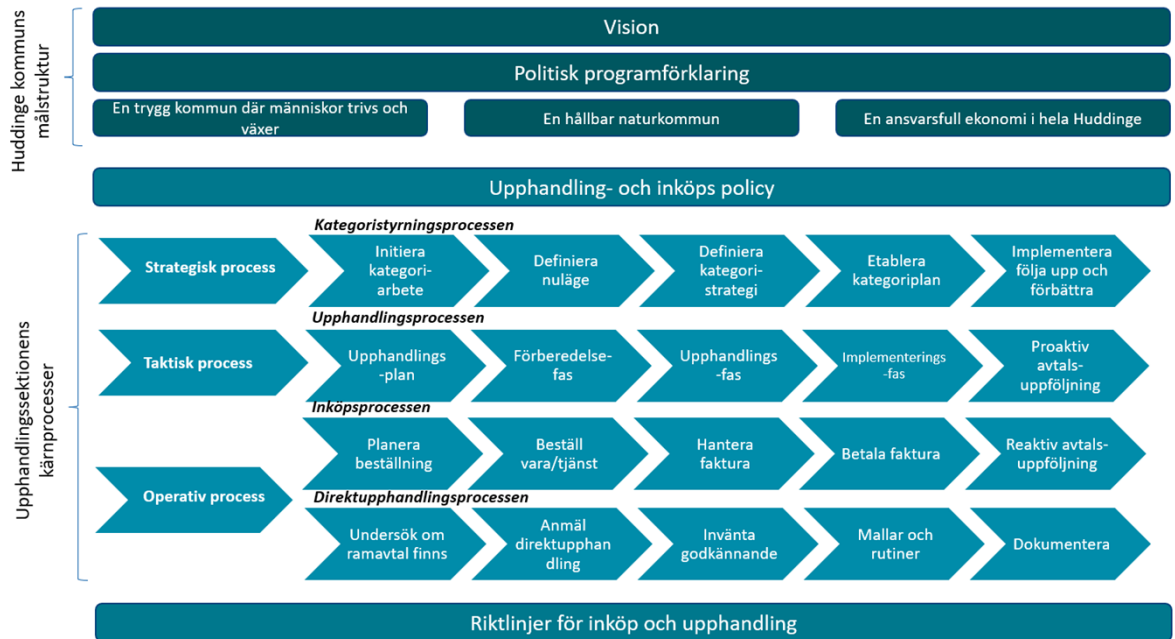 Huddinge kommuns
målstruktur
Vision
Politisk programförklaring
En trygg kommun där människor trivs och
växer
En hållbar naturkommun
En ansvarsfull ekonomi i hela Huddinge
Upphandling- och inköps policy
Upphandlingssektionens
kärnprocesser
Kategoristyrningsprocessen
Strategisk process
Initiera
kategori-
arbete
Definiera
nuläge
Definiera
kategori-
strategi
Etablera
kategoriplan
Implementera
följa upp och
förbättra
Upphandlingsprocessen
Taktisk process
Upphandlings
-plan
Förberedelse-
fas
Upphandlings
-fas
Implementerings
-fas
Proaktiv
avtals-
uppföljning
Inköpsprocessen
Planera
beställning
Beställ
vara/tjänst
Hantera
faktura
Betala faktura
Reaktiv avtals-
uppföljning
Operativ process
Direktupphandlingsprocessen
Undersök om
ramavtal finns
Anmäl
direktupphan
dling
Invänta
godkännande
Mallar och
rutiner
Dokumentera
Riktlinjer för inköp och upphandling